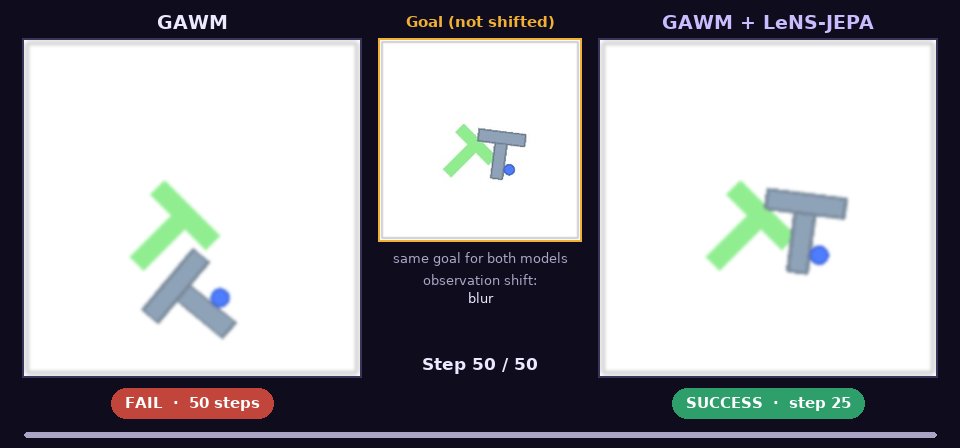 GAWM
Goal (not shifted)
GAWM + LeNS-JEPA
same goal for both models
observation shift:
blur
Step 50 / 50
FAIL · 50 steps
SUCCESS · step 25